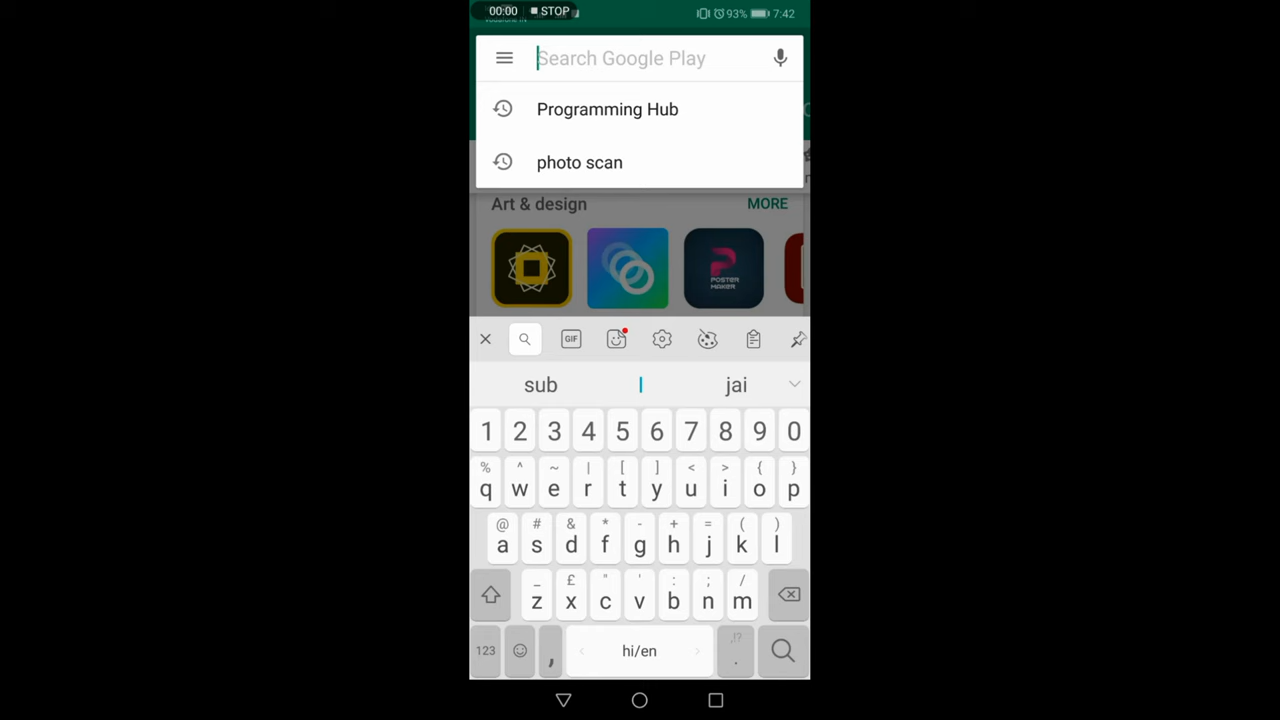 00:00 STOP 93% 7:42
Search Google Play
Programming Hub
photo scan
Art & design MORE
POSTER
MAKER
GIF
sub I jai
1 2 3 4 5 6 7 8 9 0
% ^ ~ | [ ] < > { }
q w e r t y u i o p
@ # & * - + = ( )
a s d f g h j k l
_ £ " ' : ; /
z x c v b n m
,!?
123 , hi/en .